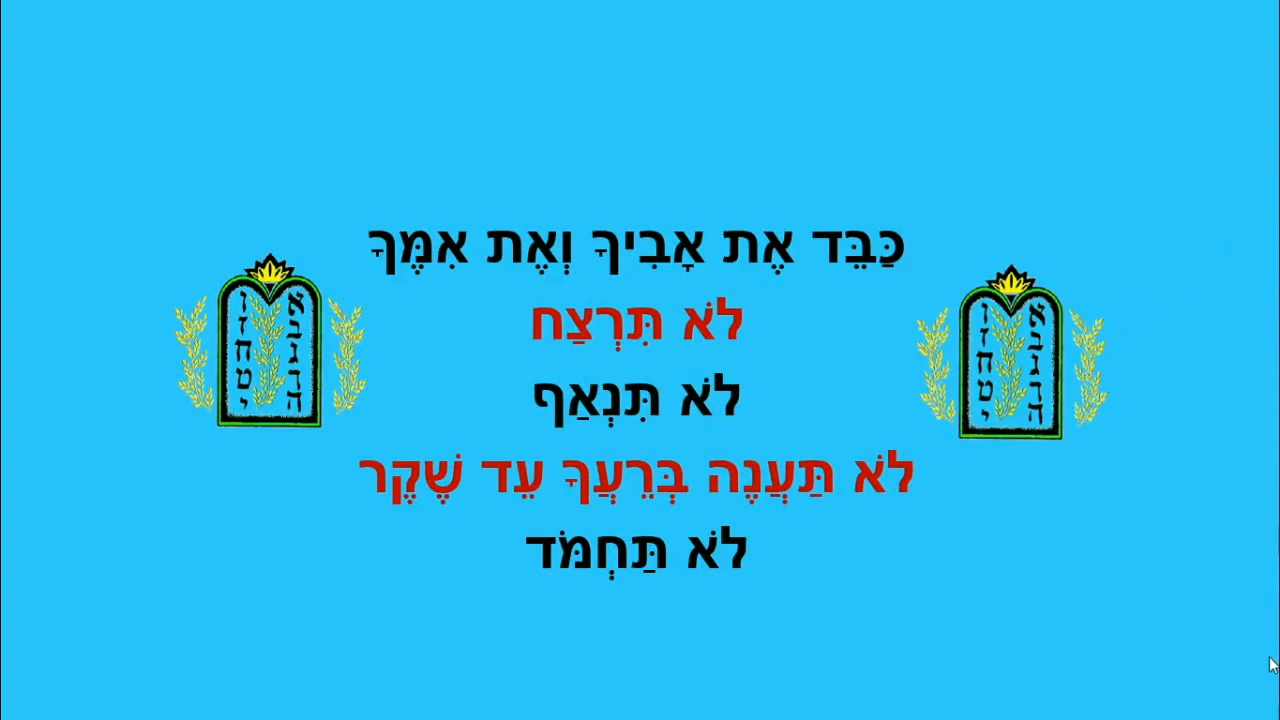 כַּבֵּד אֶת אָבִיךָ וְאֶת אִמֶּךָ
לֹא תִּרְצַח
לֹא תִּנְאַף
לֹא תַּעֲנֶה בְּרֵעֲךָ עֵד שֶׁקֶר
לֹא תַּחְמֹּד
א
ב
ג
ד
ה
ו
ז
ח
ט
י
א
ב
ג
ד
ה
ו
ז
ח
ט
י